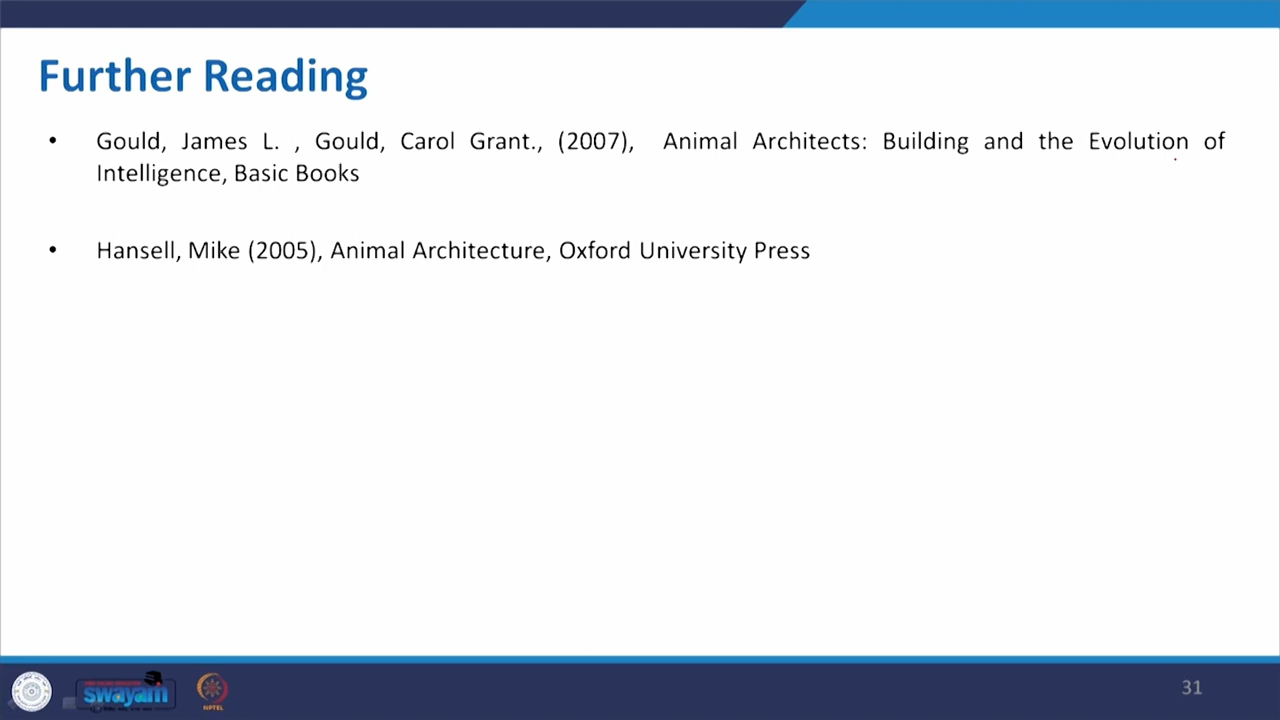 Further Reading
• Gould, James L. , Gould, Carol Grant., (2007), Animal Architects: Building and the Evolution of
Intelligence, Basic Books
• Hansell, Mike (2005), Animal Architecture, Oxford University Press
swayam
NPTEL
31